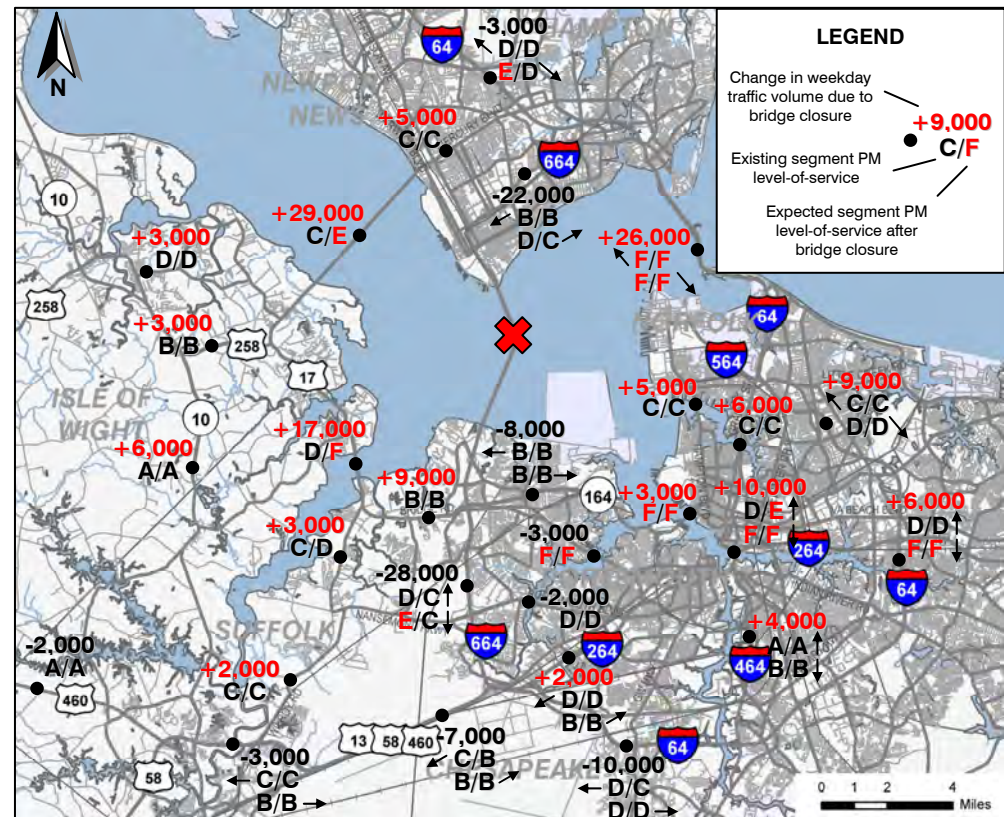 N
64
-3,000
D/D
E/D
HAMPTON
NEWPORT
NEWS
+5,000
C/C
664
-22,000
B/B
D/C
LEGEND
Change in weekday
traffic volume due to
bridge closure
+9,000
C/F
Existing segment PM
level-of-service
Expected segment PM
level-of-service after
bridge closure
10
+29,000
C/E
+3,000
D/D
+26,000
F/F
F/F
258
64
+3,000
B/B
258
564
17
ISLE OF
WIGHT
10
+5,000
C/C
+6,000
C/C
+9,000
C/C
D/D
+17,000
D/F
-8,000
B/B
B/B
+6,000
A/A
+9,000
B/B
164
+3,000
F/F
+10,000
D/E
F/F
+6,000
D/D
F/F
264
64
+3,000
C/D
-3,000
F/F
-28,000
D/C
E/C
-2,000
D/D
SUFFOLK
664
264
+4,000
A/A
B/B
464
-2,000
A/A
460
+2,000
C/C
+2,000
D/D
B/B
13 58 460
-7,000
C/B
B/B
64
CHESAPEAKE
58
-3,000
C/C
B/B
-10,000
D/C
D/D
0 1 2 4
Miles